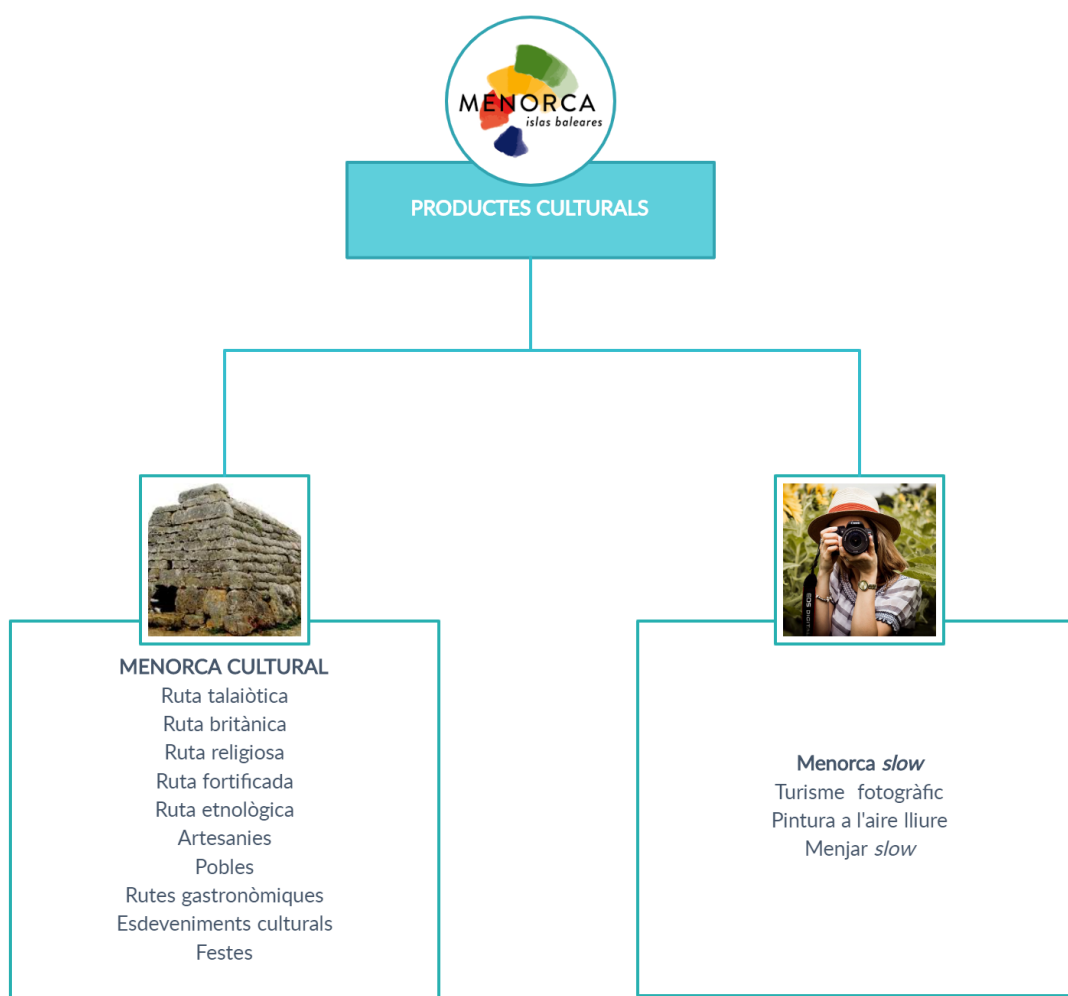 MENORCA
islas baleares
PRODUCTES CULTURALS
MENORCA CULTURAL
Ruta talaiòtica
Ruta britànica
Ruta religiosa
Ruta fortificada
Ruta etnològica
Artesanies
Pobles
Rutes gastronòmiques
Esdeveniments culturals
Festes
Menorca slow
Turisme  fotogràfic
Pintura a l'aire lliure
Menjar slow